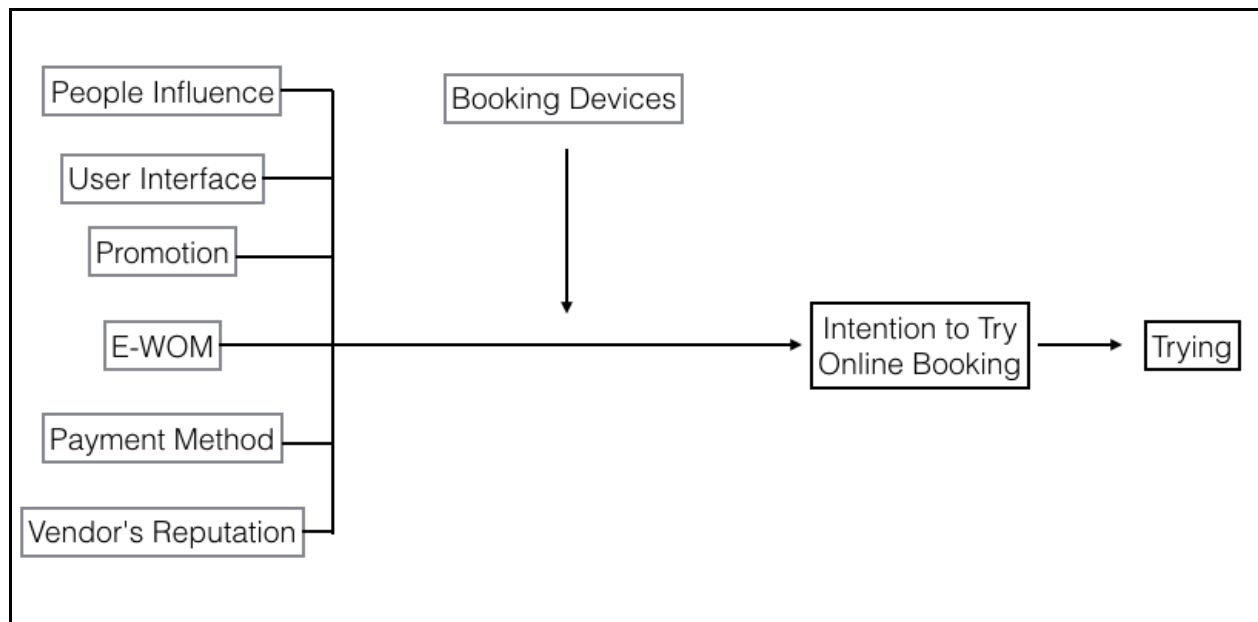 People Influence
Booking Devices
User Interface
Promotion
E-WOM
Intention to Try
Online Booking
Trying
Payment Method
Vendor's Reputation